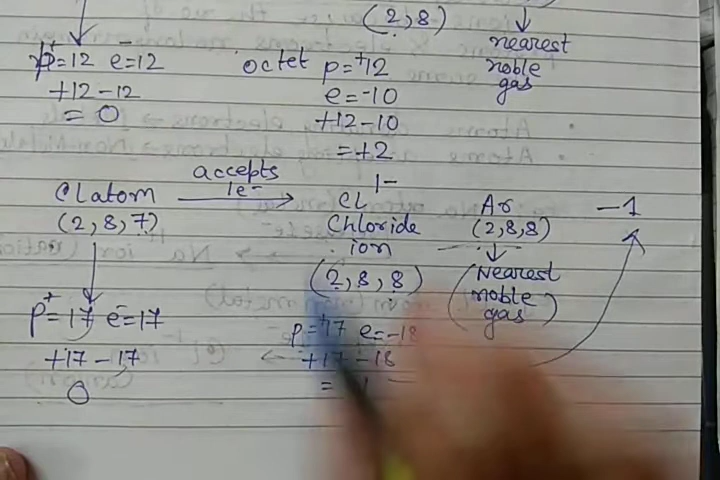 (2,8)
nearest
noble
gas
p⁺=12 e⁻=12
+12-12
= 0
octet p=+12
e=-10
+12-10
=+2
Cl atom
(2,8,7)
accepts
1e⁻
Cl¹⁻
Chloride
ion
(2,8,8)
Ar
(2,8,8)
-1
(Nearest
noble
gas)
p⁺=17 e⁻=17
+17-17
0
p=+17 e=-18
+17-18
=